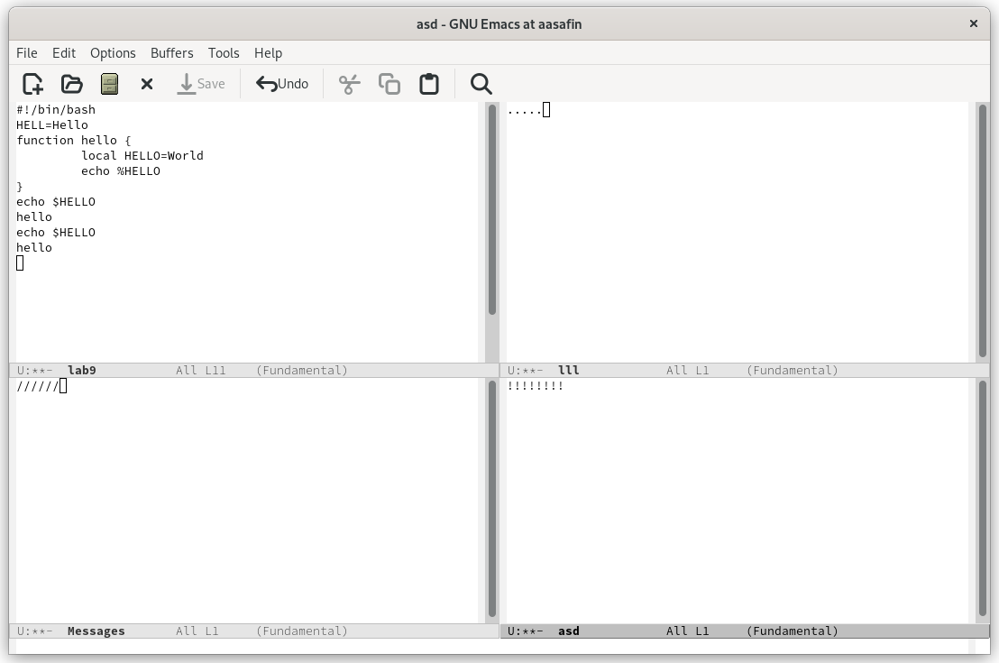 asd - GNU Emacs at aasafin
×
File Edit Options Buffers Tools Help
Save Undo
#!/bin/bash
HELL=Hello
function hello {
         local HELLO=World
         echo %HELLO
}
echo $HELLO
hello
echo $HELLO
hello
U:**-  lab9           All L11    (Fundamental)
.....
U:**-  lll            All L1     (Fundamental)
//////
U:**-  Messages       All L1     (Fundamental)
!!!!!!!!
U:**-  asd            All L1     (Fundamental)